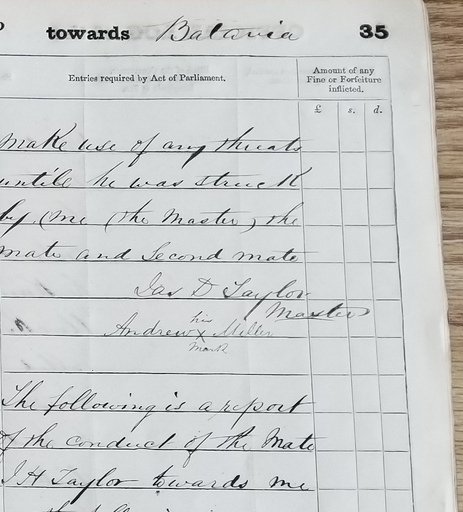 towards Batavia 35
Entries required by Act of Parliament.
Amount of any
Fine or Forfeiture
inflicted.
£ s. d.
make use of any threats
untile he was struck
by (me (the Master) the
mate and Second mate
Jas D Taylor
Master
his
Andrew X Miller
Mark
The following is a report
of the conduct of the Mate
J H Taylor towards me